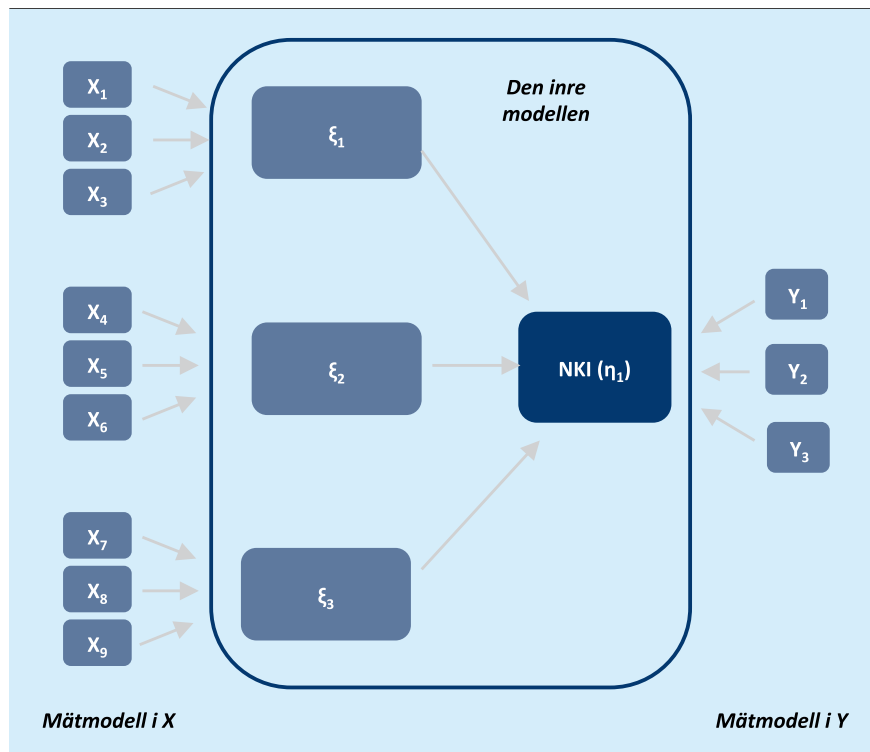 X₁
X₂
X₃
ξ₁
Den inre
modellen
X₄
X₅
X₆
ξ₂
NKI (η₁)
Y₁
Y₂
Y₃
X₇
X₈
X₉
ξ₃
Mätmodell i X
Mätmodell i Y